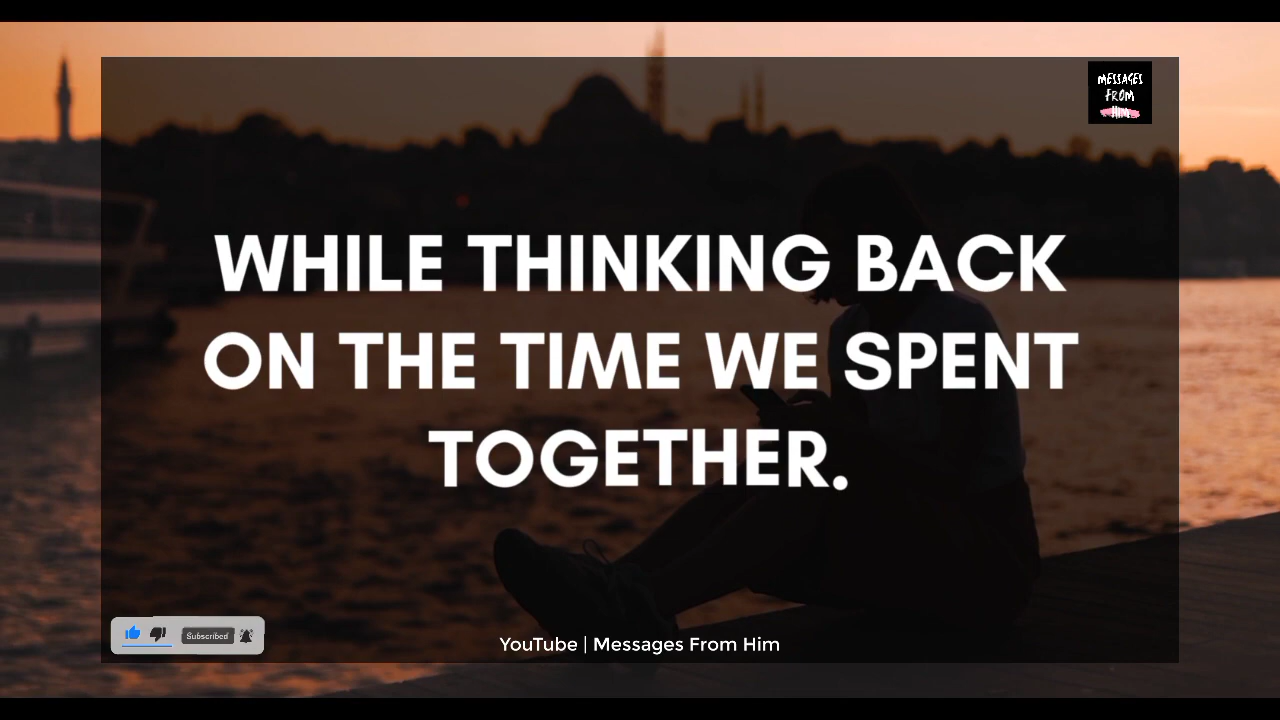 MESSAGES
FROM
HIM
WHILE THINKING BACK
ON THE TIME WE SPENT
TOGETHER.
Subscribed
YouTube | Messages From Him